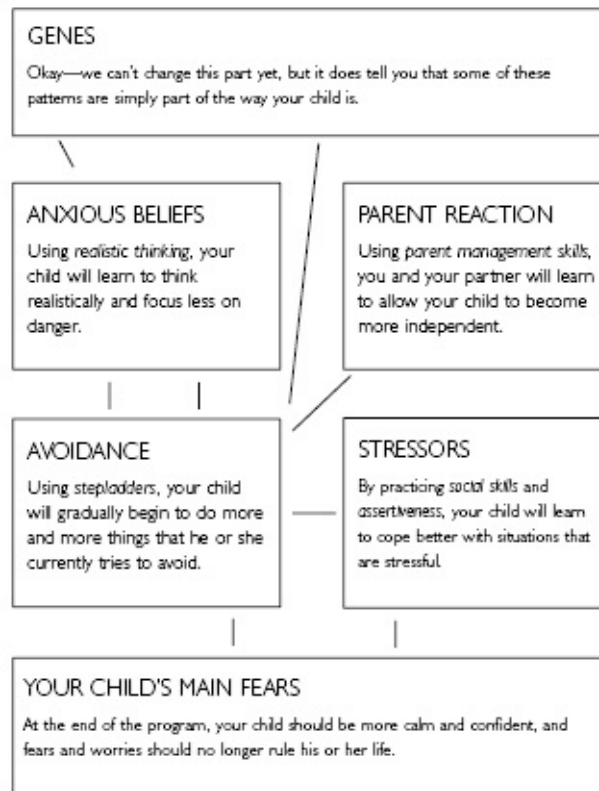 GENES
Okay—we can't change this part yet, but it does tell you that some of these
patterns are simply part of the way your child is.
ANXIOUS BELIEFS
Using realistic thinking, your
child will learn to think
realistically and focus less on
danger.
PARENT REACTION
Using parent management skills,
you and your partner will learn
to allow your child to become
more independent.
AVOIDANCE
Using stepladders, your child
will gradually begin to do more
and more things that he or she
currently tries to avoid.
STRESSORS
By practicing social skills and
assertiveness, your child will learn
to cope better with situations that
are stressful.
YOUR CHILD'S MAIN FEARS
At the end of the program, your child should be more calm and confident, and
fears and worries should no longer rule his or her life.